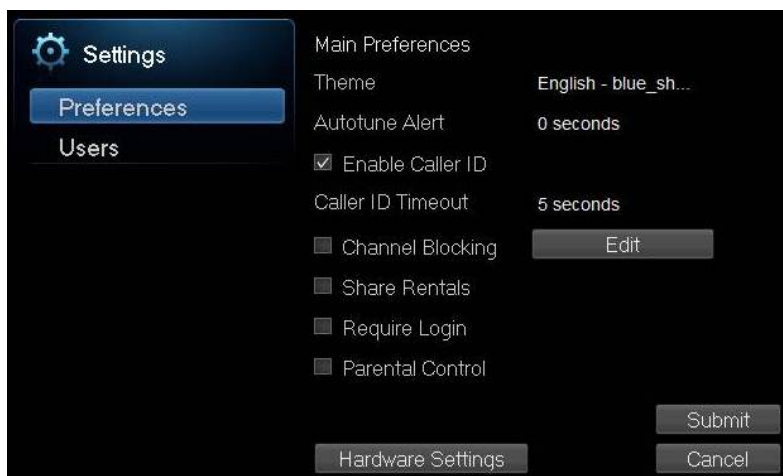 Settings
Preferences
Users
Main Preferences
Theme English - blue_sh...
Autotune Alert 0 seconds
Enable Caller ID
Caller ID Timeout 5 seconds
Channel Blocking Edit
Share Rentals
Require Login
Parental Control
Submit
Hardware Settings Cancel